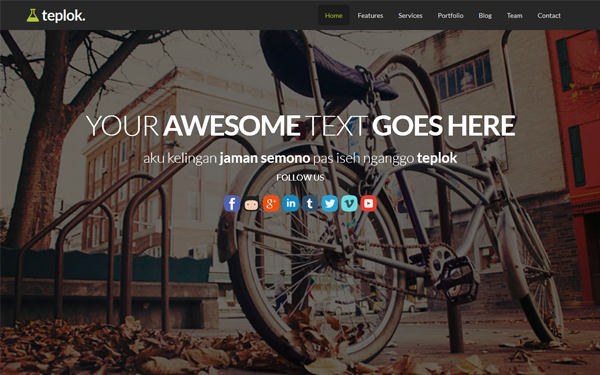 teplok.
Home Features Services Portfolio Blog Team Contact
YOUR AWESOME TEXT GOES HERE
aku kelingan jaman semono pas iseh nganggo teplok
FOLLOW US